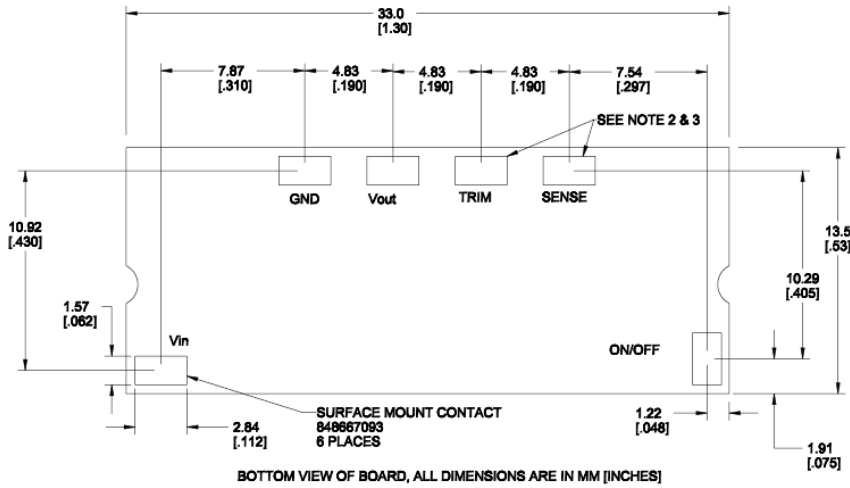 33.0
[1.30]
7.87
[.310]
4.83
[.190]
4.83
[.190]
4.83
[.190]
7.54
[.297]
SEE NOTE 2 & 3
GND
Vout
TRIM
SENSE
10.92
[.430]
13.5
[.53]
10.29
[.405]
1.57
[.062]
Vin
ON/OFF
SURFACE MOUNT CONTACT
848667093
6 PLACES
2.84
[.112]
1.22
[.048]
1.91
[.075]
BOTTOM VIEW OF BOARD, ALL DIMENSIONS ARE IN MM [INCHES]